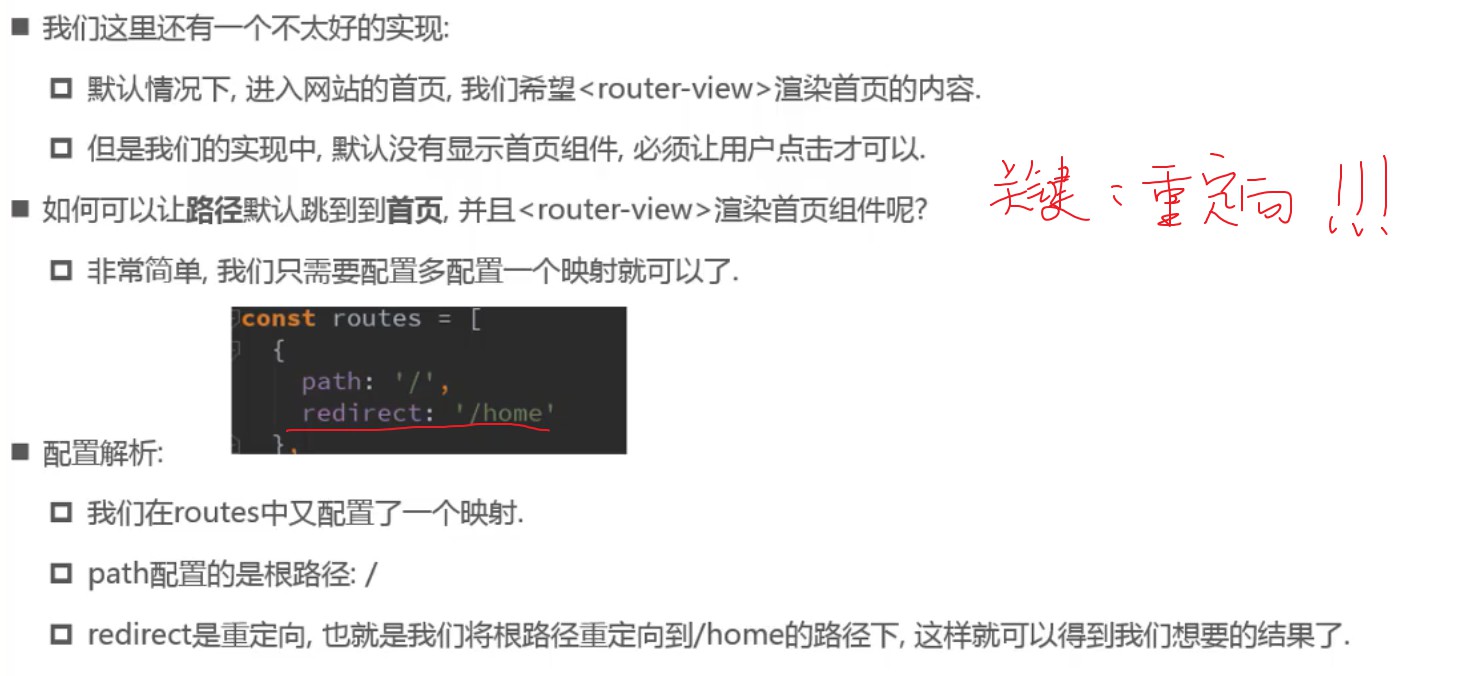 ■ 我们这里还有一个不太好的实现:
默认情况下, 进入网站的首页, 我们希望<router-view>渲染首页的内容.
但是我们的实现中, 默认没有显示首页组件, 必须让用户点击才可以.
关键：重定向!!!
■ 如何可以让路径默认跳到到首页, 并且<router-view>渲染首页组件呢?
非常简单, 我们只需要配置多配置一个映射就可以了.
const routes = [
{
path: '/',
redirect: '/home'
},
■ 配置解析:
我们在routes中又配置了一个映射.
path配置的是根路径: /
redirect是重定向, 也就是我们将根路径重定向到/home的路径下, 这样就可以得到我们想要的结果了.